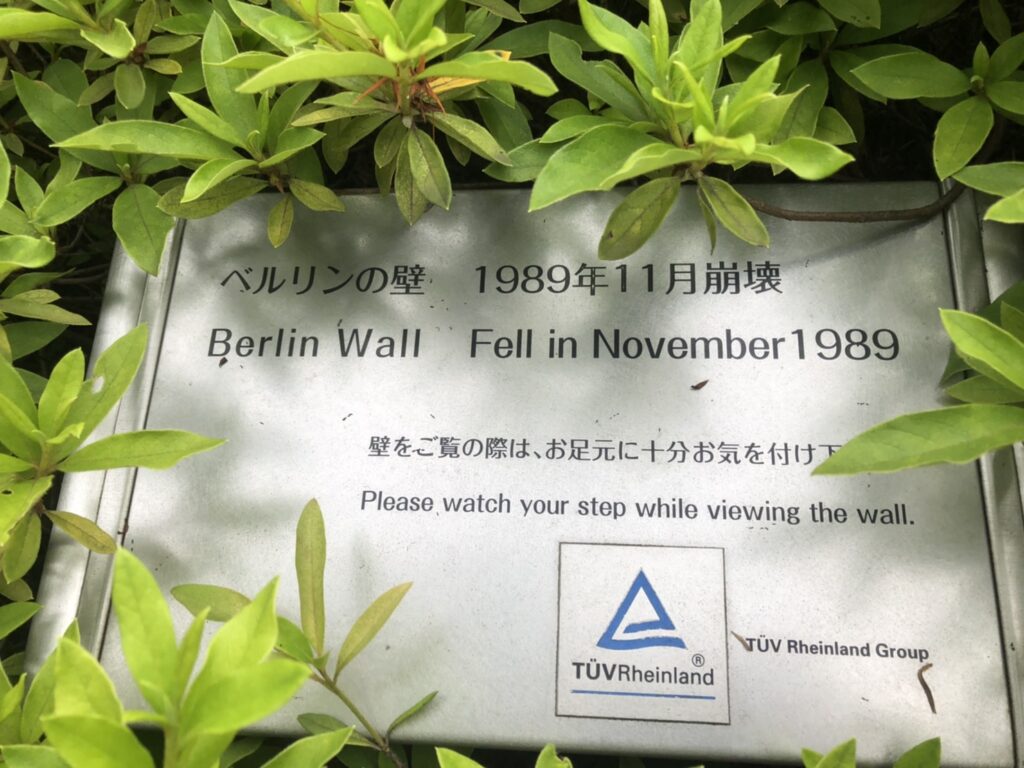 ベルリンの壁　1989年11月崩壊
Berlin Wall　Fell in November1989
壁をご覧の際は、お足元に十分お気を付け下
Please watch your step while viewing the wall.
TÜVRheinland®
TÜV Rheinland Group